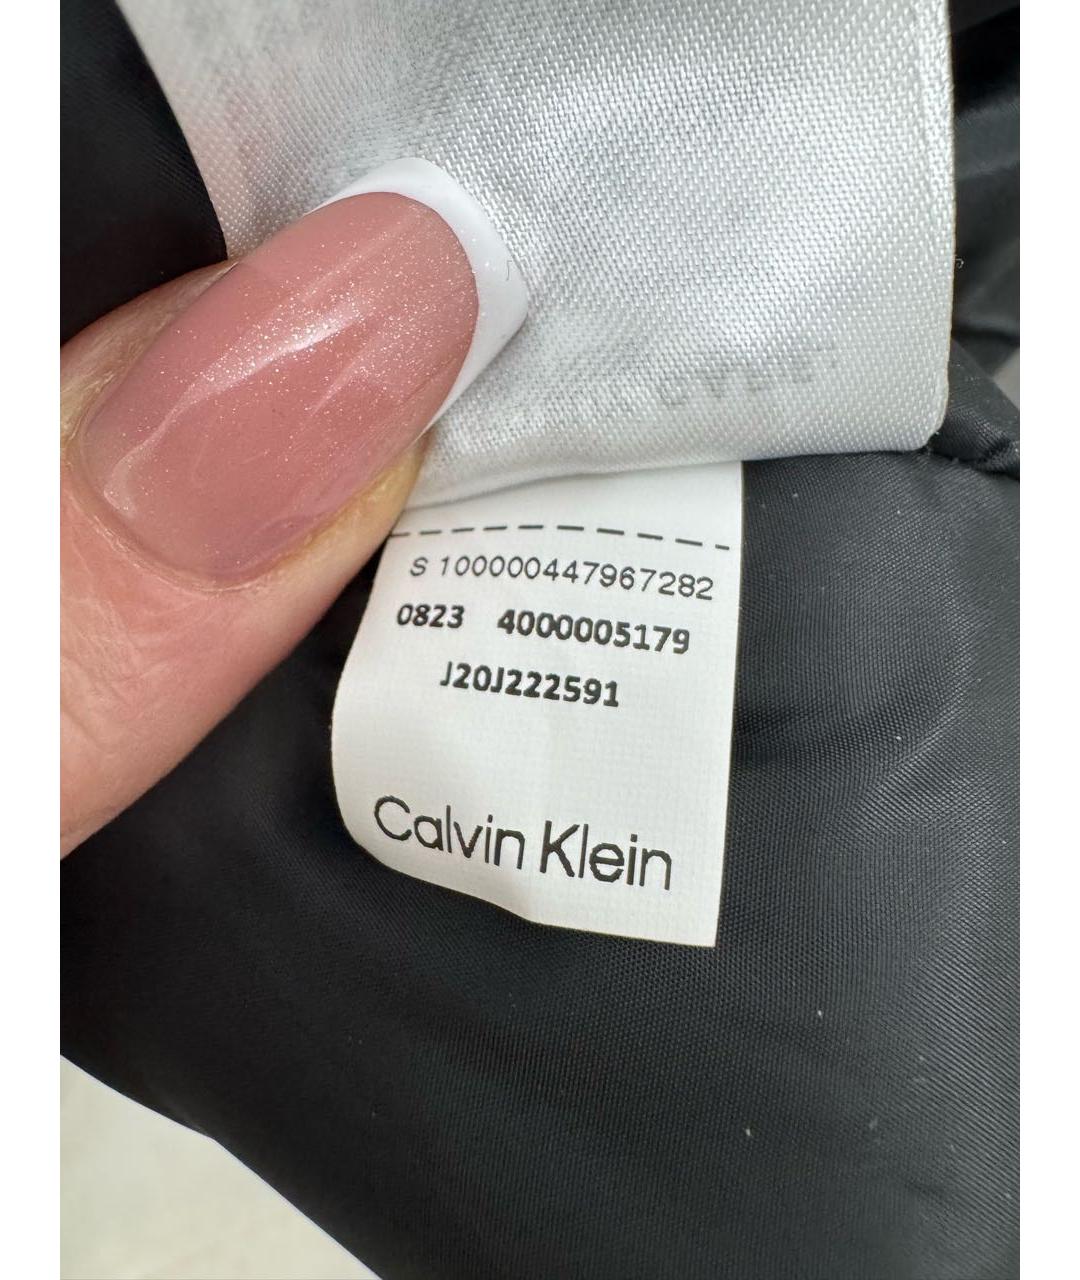 S 100000447967282
0823 4000005179
J20J222591
Calvin Klein